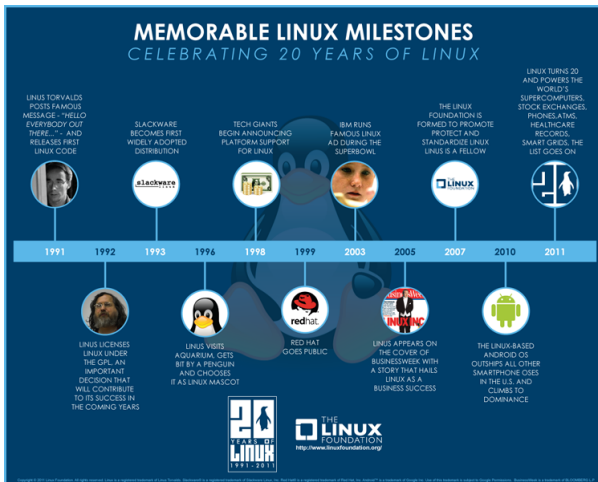 MEMORABLE LINUX MILESTONES
CELEBRATING 20 YEARS OF LINUX
LINUS TORVALDS
POSTS FAMOUS
MESSAGE - "HELLO
EVERYBODY OUT
THERE..." - AND
RELEASES FIRST
LINUX CODE
SLACKWARE
BECOMES FIRST
WIDELY ADOPTED
DISTRIBUTION
slackware
linux
TECH GIANTS
BEGIN ANNOUNCING
PLATFORM SUPPORT
FOR LINUX
IBM RUNS
FAMOUS LINUX
AD DURING THE
SUPERBOWL
THE LINUX
FOUNDATION IS
FORMED TO PROMOTE
PROTECT AND
STANDARDIZE LINUX
LINUS IS A FELLOW
THE
LINUX
FOUNDATION
LINUX TURNS 20
AND POWERS THE
WORLD'S
SUPERCOMPUTERS,
STOCK EXCHANGES,
PHONES,ATMS,
HEALTHCARE
RECORDS,
SMART GRIDS, THE
LIST GOES ON
1991 1992 1993 1996 1998 1999 2003 2005 2007 2010 2011
LINUS LICENSES
LINUX UNDER
THE GPL, AN
IMPORTANT
DECISION THAT
WILL CONTRIBUTE
TO ITS SUCCESS IN
THE COMING YEARS
LINUS VISITS
AQUARIUM, GETS
BIT BY A PENGUIN
AND CHOOSES
IT AS LINUX MASCOT
redhat.
RED HAT
GOES PUBLIC
LINUX INC
LINUS APPEARS ON
THE COVER OF
BUSINESSWEEK WITH
A STORY THAT HAILS
LINUX AS A
BUSINESS SUCCESS
THE LINUX-BASED
ANDROID OS
OUTSHIPS ALL OTHER
SMARTPHONE OSES
IN THE U.S. AND
CLIMBS TO
DOMINANCE
20
YEARS OF
LINUX
1991-2011
THE
LINUX
FOUNDATION
http://www.linuxfoundation.org/